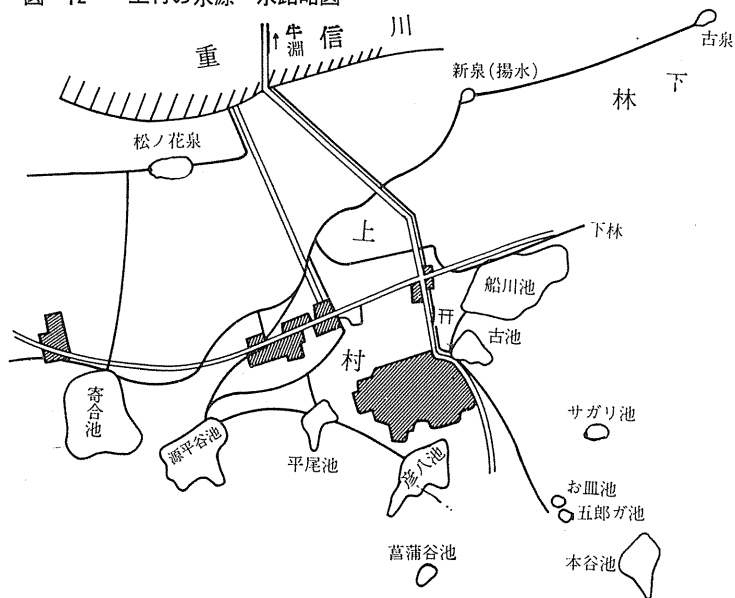 重信川
↑牛淵
古泉
新泉(揚水)
下林
松ノ花泉
上村
下林
船川池
古池
寄合池
源平谷池
平尾池
彦八池
サガリ池
お皿池
五郎ガ池
本谷池
菖蒲谷池